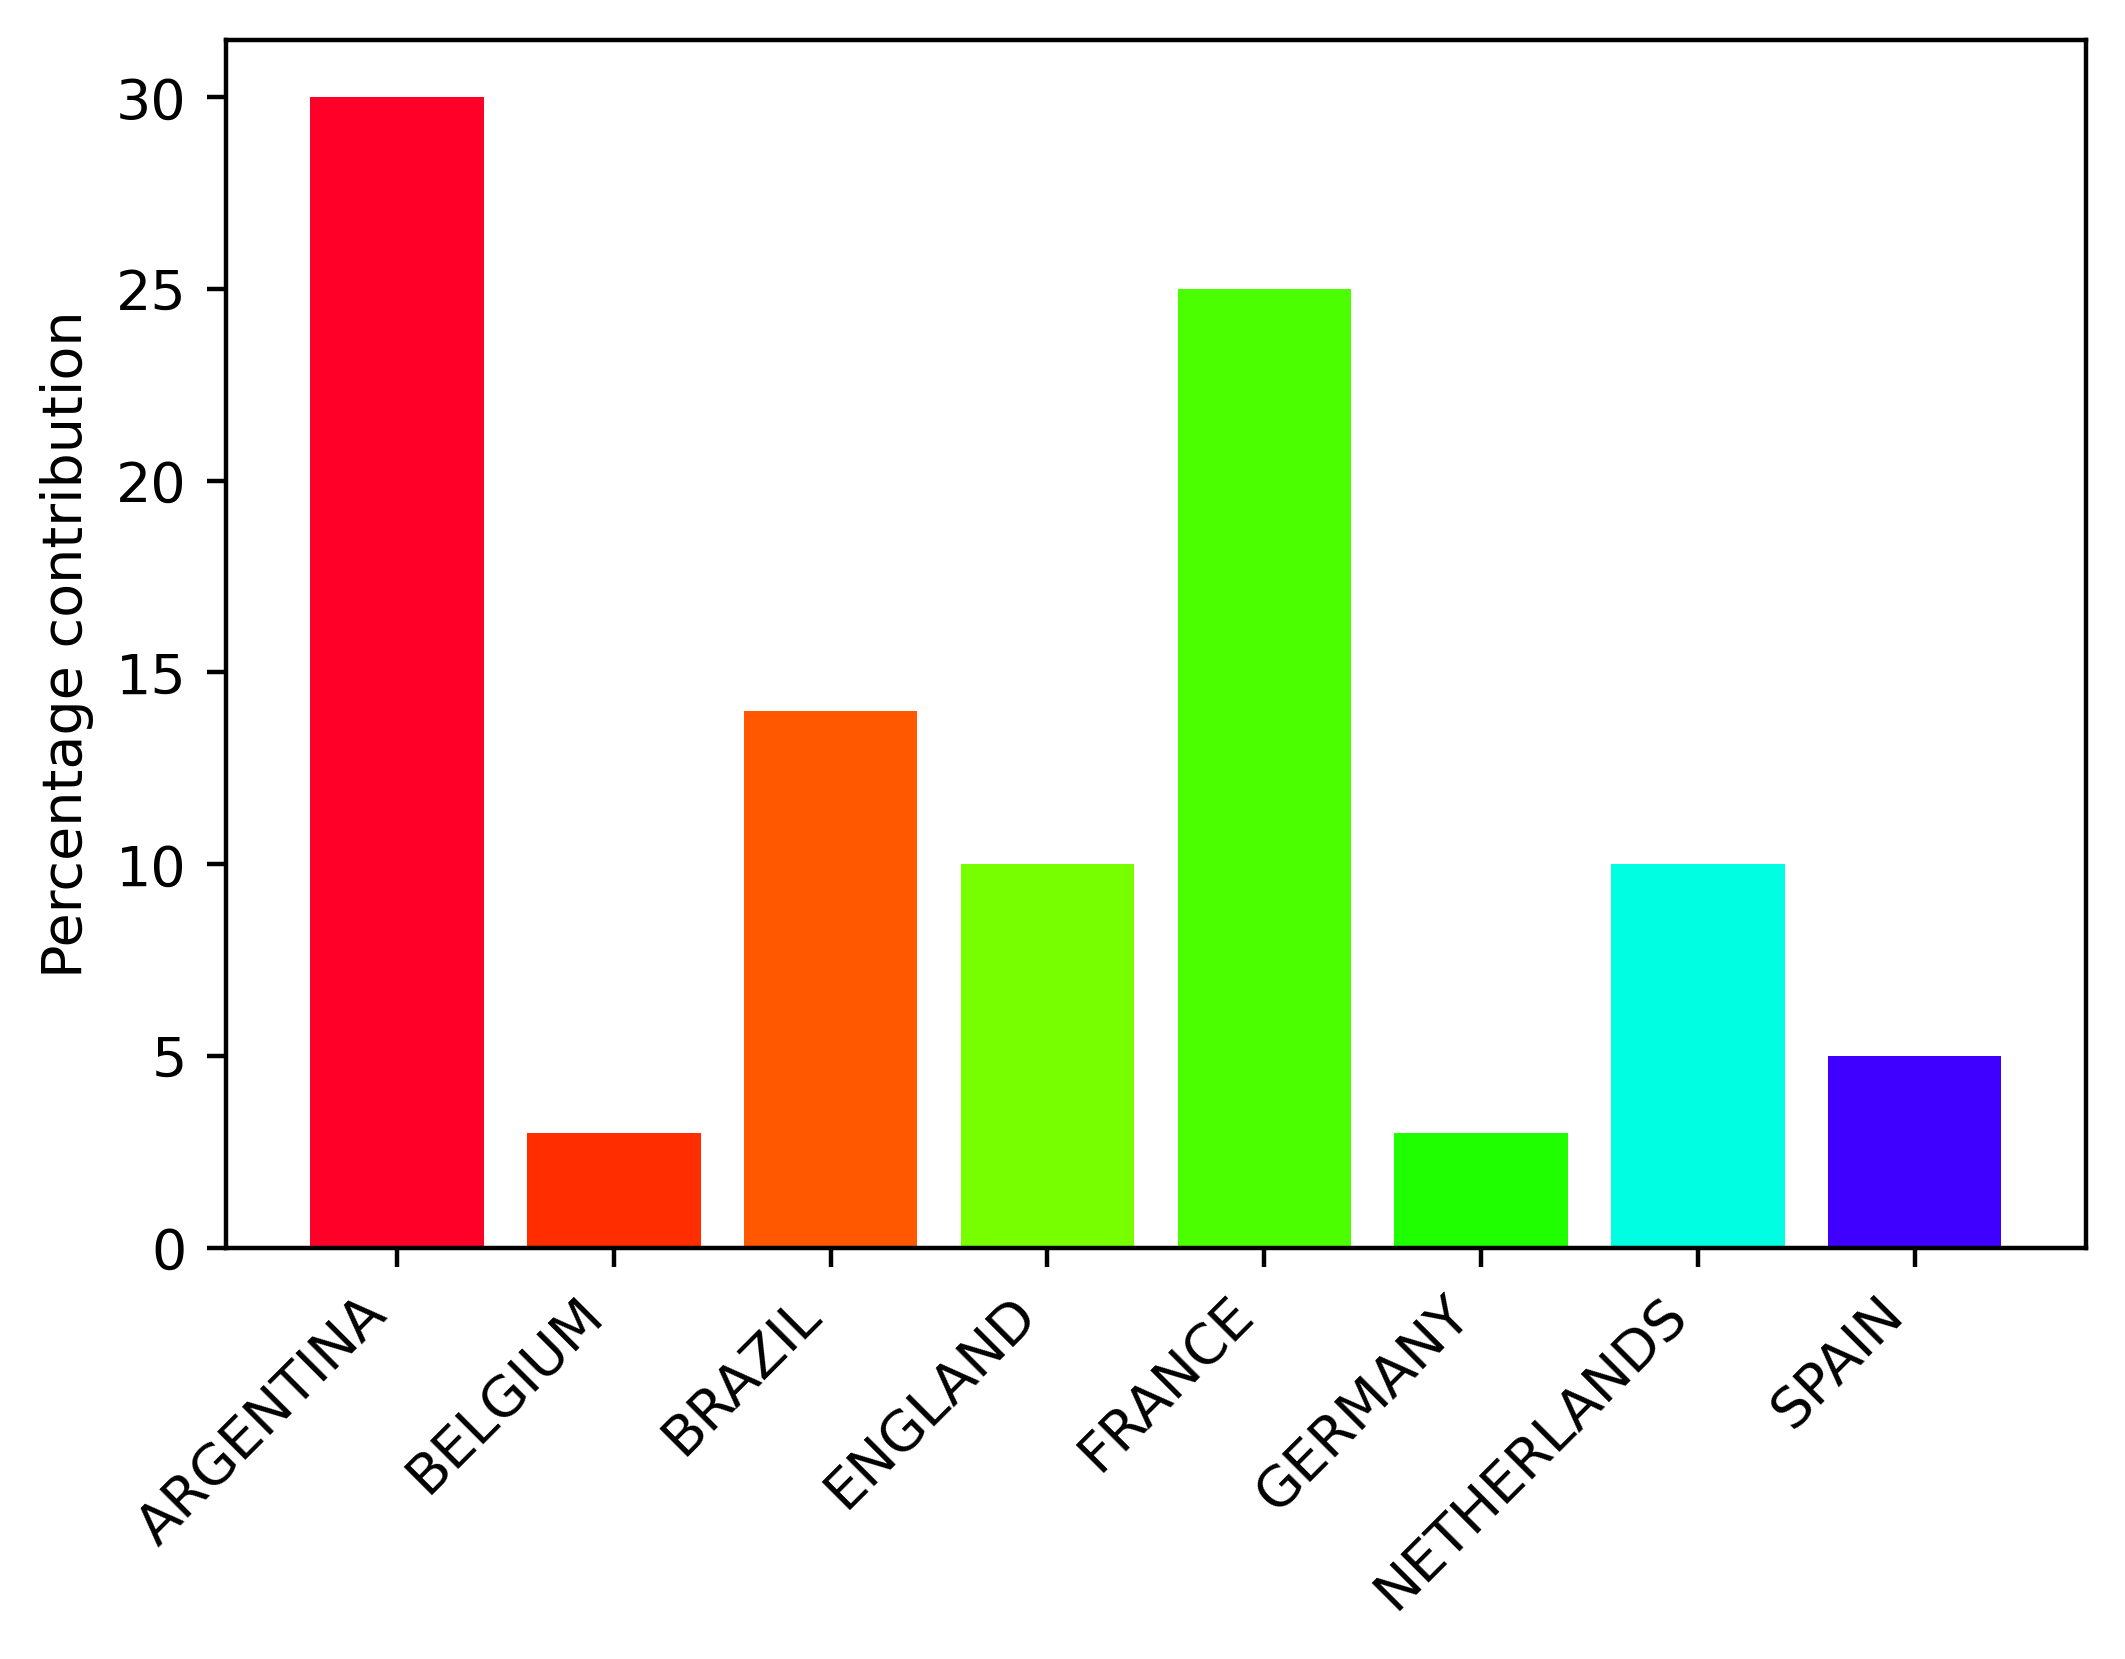 Percentage contribution
30
25
20
15
10
5
0
ARGENTINA
BELGIUM
BRAZIL
ENGLAND
FRANCE
GERMANY
NETHERLANDS
SPAIN